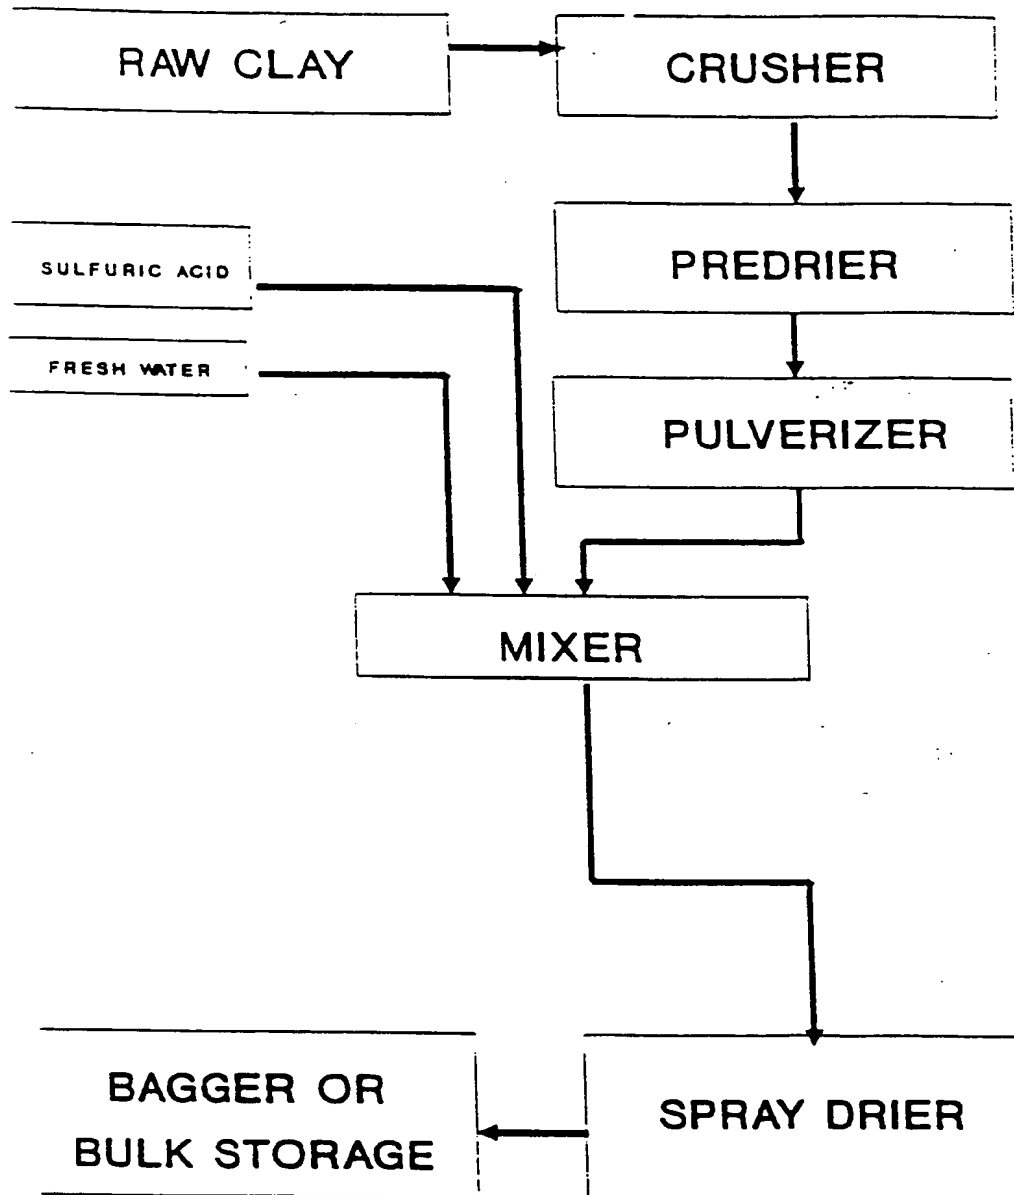 RAW CLAY
CRUSHER
PREDRIER
SULFURIC ACID
FRESH WATER
PULVERIZER
MIXER
BAGGER OR
BULK STORAGE
SPRAY DRIER